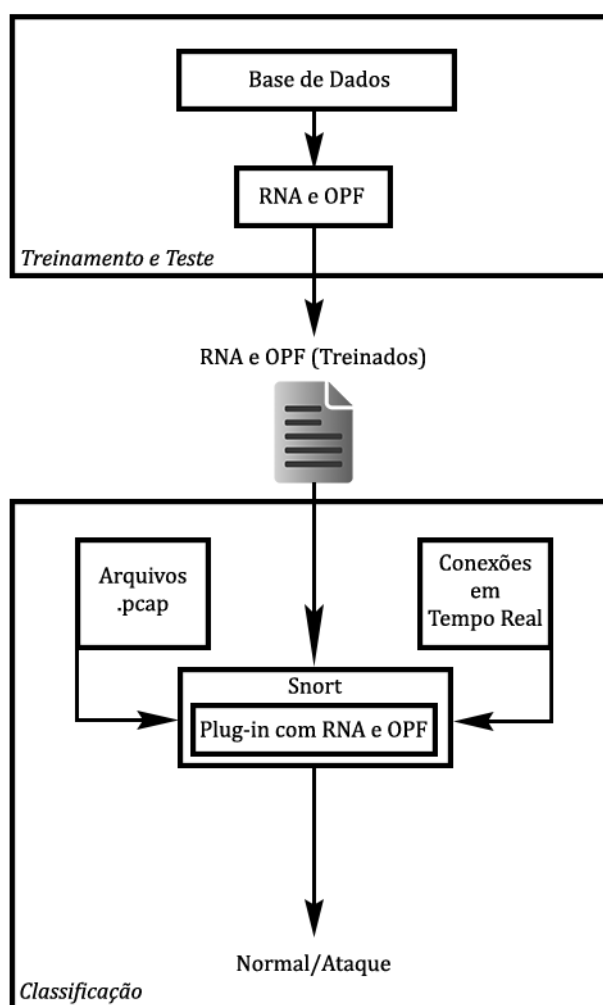 Base de Dados
RNA e OPF
Treinamento e Teste
RNA e OPF (Treinados)
Arquivos
.pcap
Conexões
em
Tempo Real
Snort
Plug-in com RNA e OPF
Normal/Ataque
Classificação